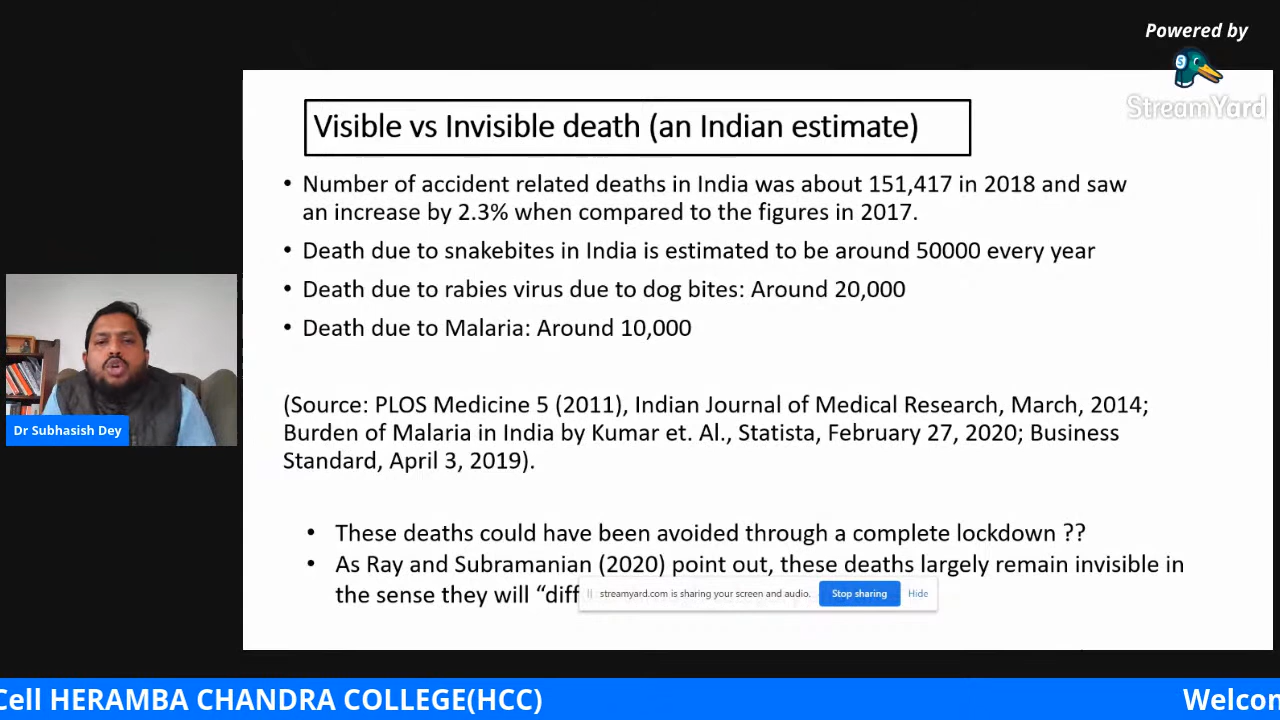 Powered by
StreamYard
Visible vs Invisible death (an Indian estimate)
• Number of accident related deaths in India was about 151,417 in 2018 and saw
an increase by 2.3% when compared to the figures in 2017.
• Death due to snakebites in India is estimated to be around 50000 every year
• Death due to rabies virus due to dog bites: Around 20,000
• Death due to Malaria: Around 10,000
(Source: PLOS Medicine 5 (2011), Indian Journal of Medical Research, March, 2014;
Burden of Malaria in India by Kumar et. Al., Statista, February 27, 2020; Business
Standard, April 3, 2019).
Dr Subhasish Dey
• These deaths could have been avoided through a complete lockdown ??
• As Ray and Subramanian (2020) point out, these deaths largely remain invisible in
the sense they will “diff
streamyard.com is sharing your screen and audio. Stop sharing Hide
Cell HERAMBA CHANDRA COLLEGE(HCC) Welcom